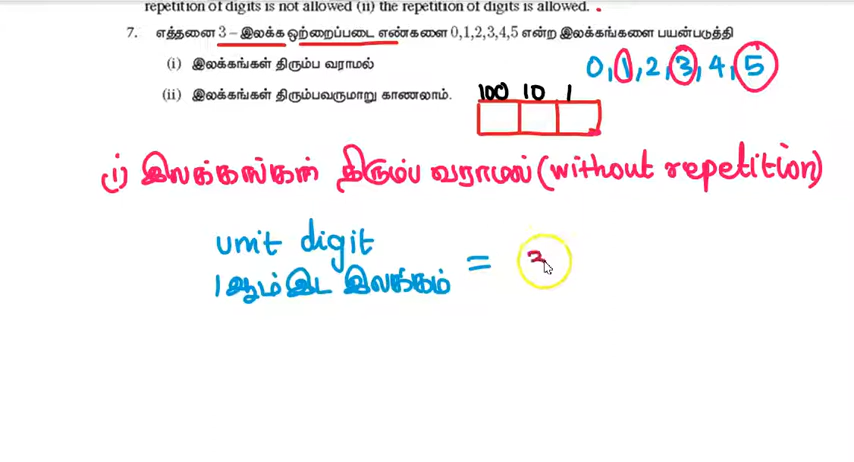 repetition of digits is not allowed (ii) the repetition of digits is allowed.
7. எத்தனை 3 – இலக்க ஒற்றைப்படை எண்களை 0,1,2,3,4,5 என்ற இலக்கங்களை பயன்படுத்தி
(i) இலக்கங்கள் திரும்ப வராமல்
0, 1, 2, 3, 4, 5
(ii) இலக்கங்கள் திரும்பவருமாறு காணலாம்.
100 10 1
(i) இலக்கங்கள் திரும்ப வராமல் (without repetition)
unit digit
1ஆம் இட இலக்கம் =